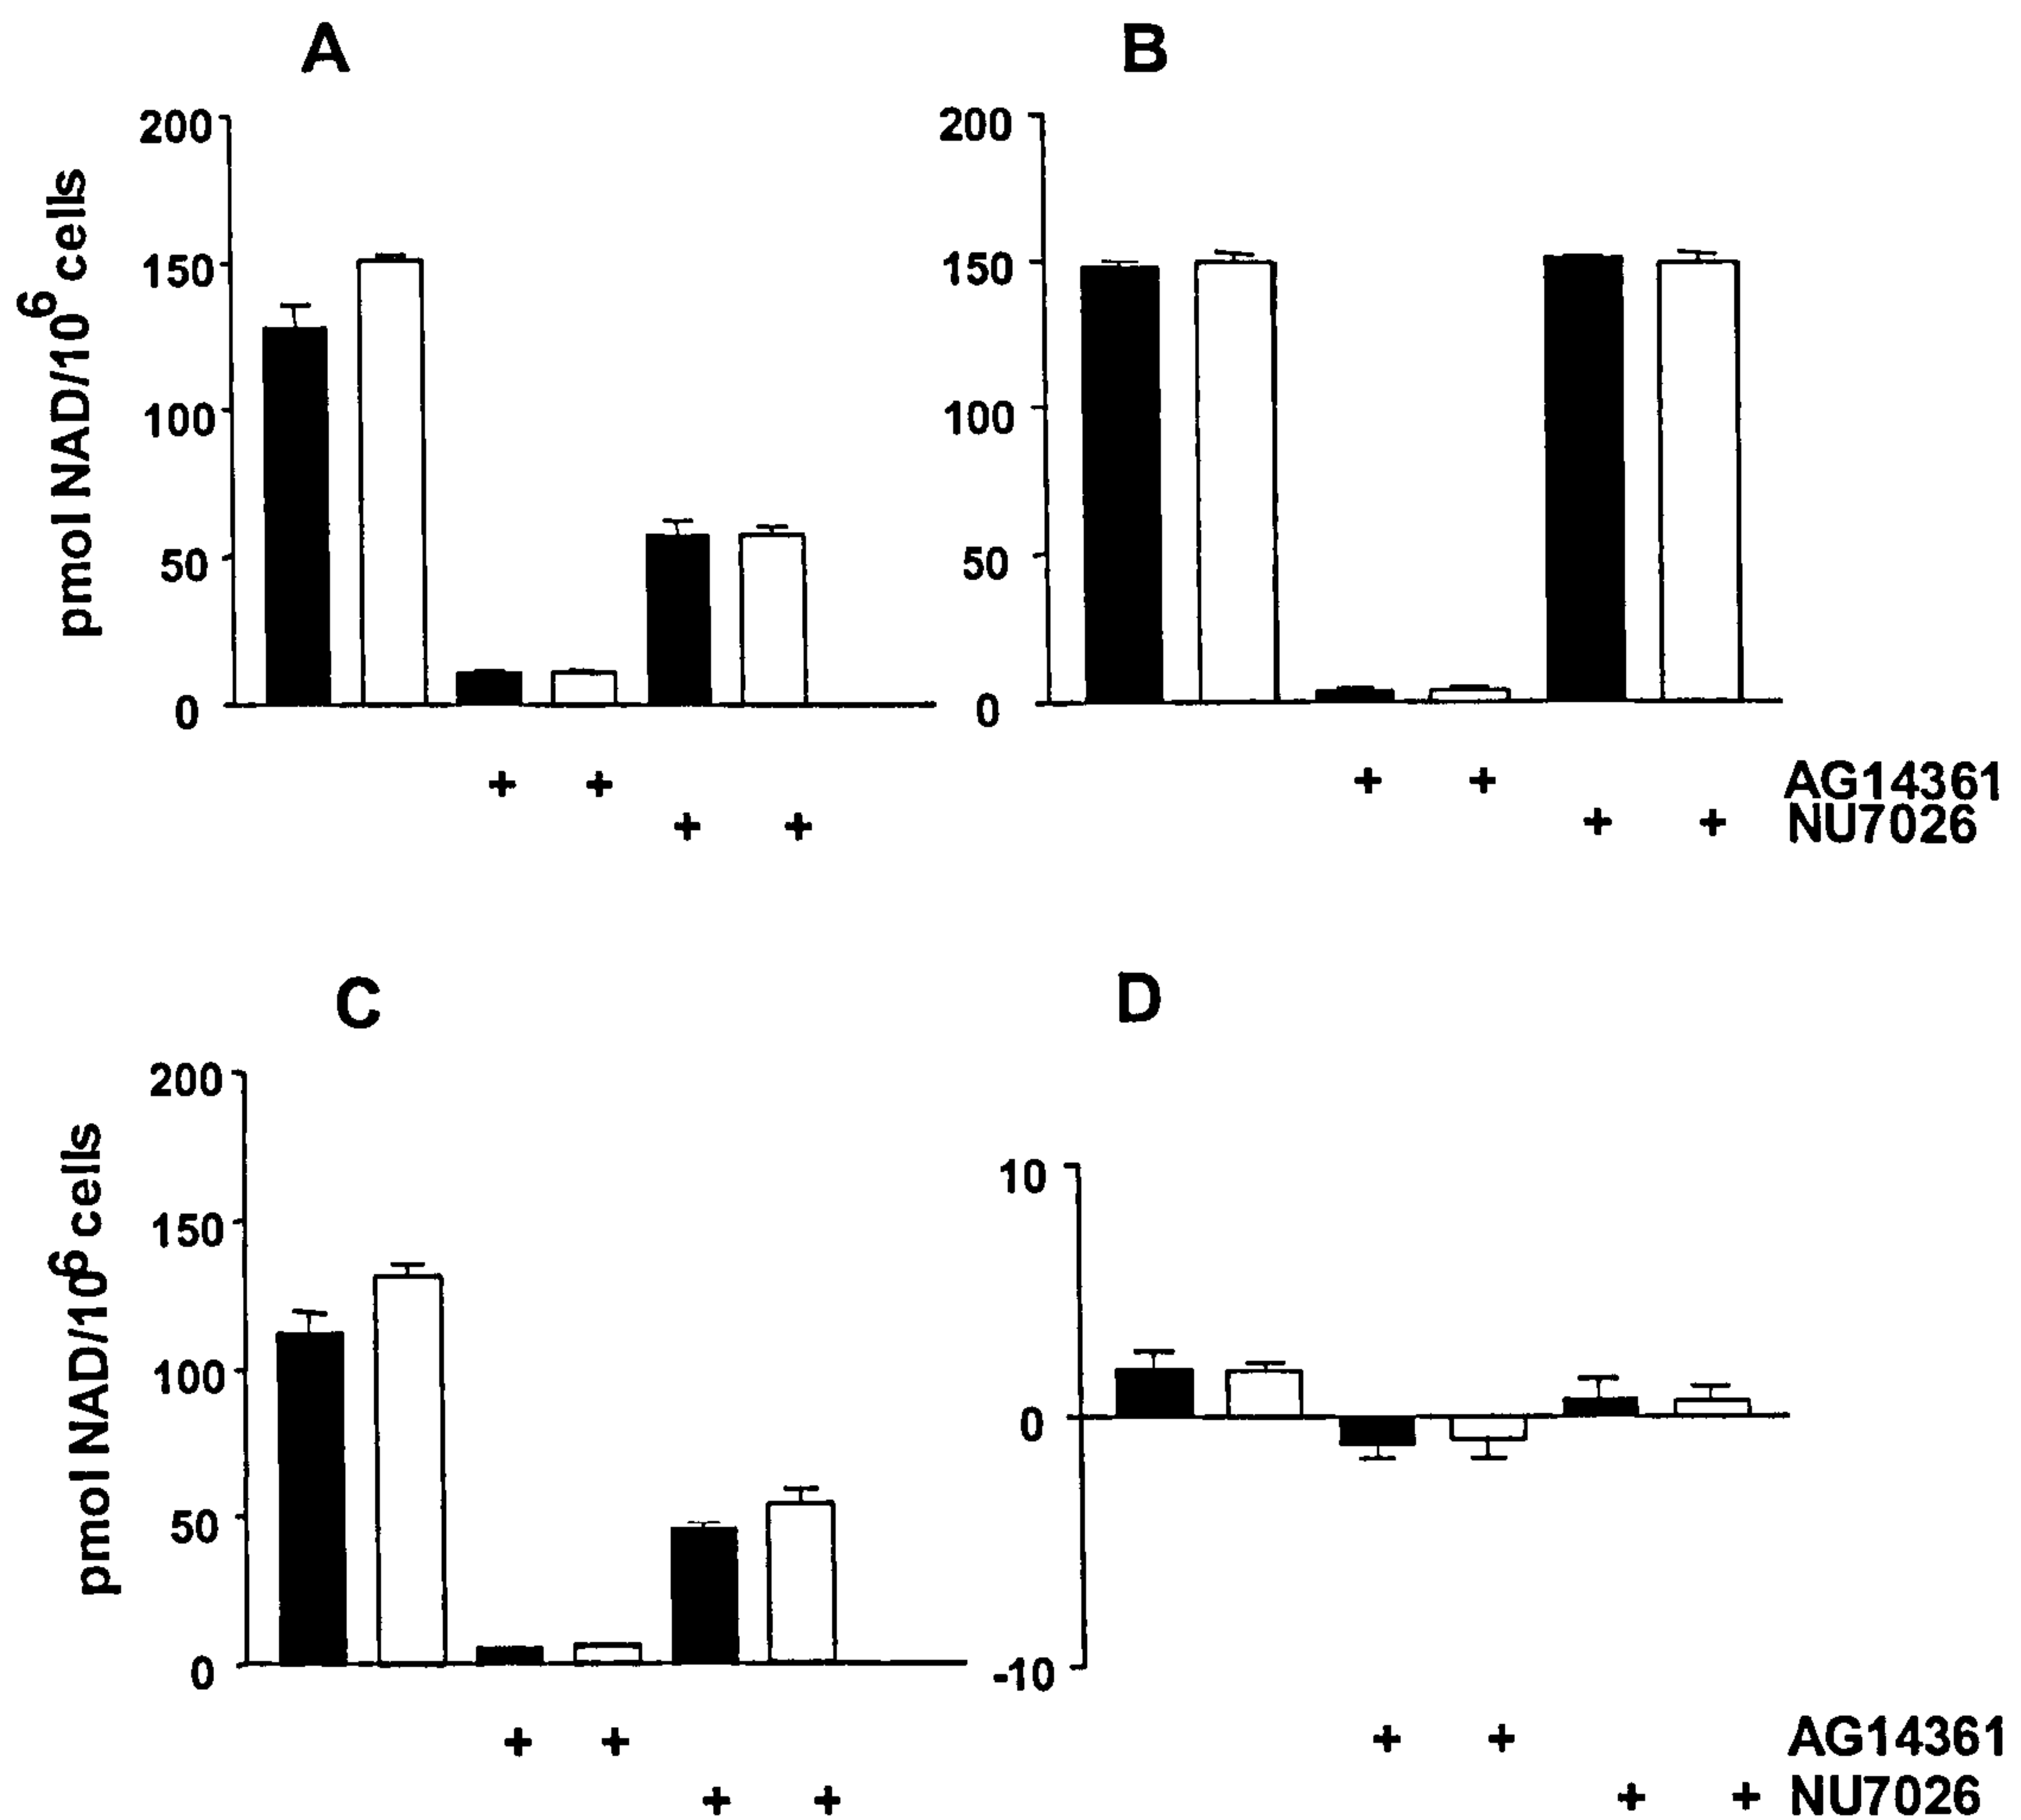 A
B
200
150
100
50
0
pmol NAD/10⁶ cells
200
150
100
50
0
+ + + + AG14361
+ + + + NU7026
C
D
200
150
100
50
0
pmol NAD/10⁶ cells
10
0
-10
+ + + + AG14361
+ + + + NU7026